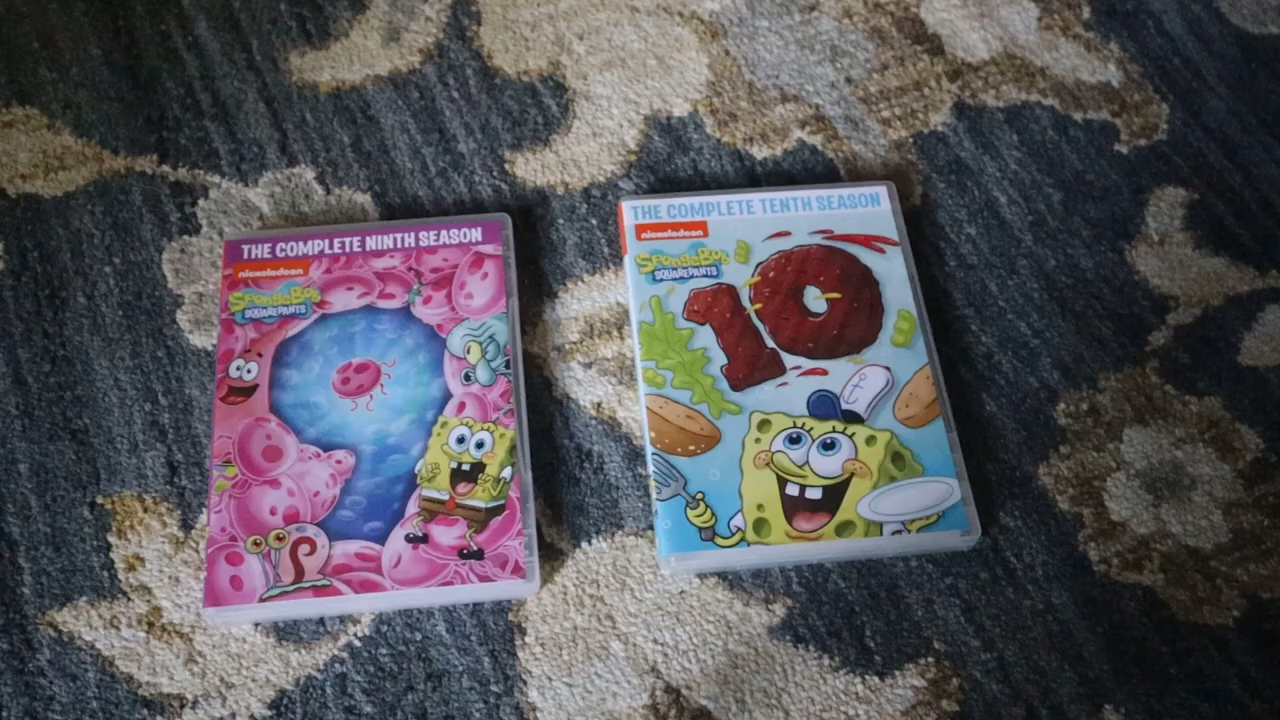 THE COMPLETE NINTH SEASON
nickelodeon
SpongeBob
SQUAREPANTS
THE COMPLETE TENTH SEASON
nickelodeon
SpongeBob
SQUAREPANTS
10